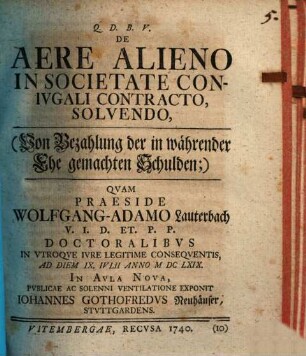 5.
Q. D. B. V.
DE
AERE ALIENO
IN SOCIETATE CON-
IVGALI CONTRACTO,
SOLVENDO,
(Von Bezahlung der in währender
Ehe gemachten Schulden;)
QVAM
PRAESIDE
WOLFGANG-ADAMO Lauterbach
V. I. D. ET. P. P.
DOCTORALIBVS
IN VTROQVE IVRE LEGITIME CONSEQVENTIS,
AD DIEM IX. IVLII ANNO M DC LXIX.
IN AVLA NOVA,
PVBLICAE AC SOLENNI VENTILATIONE EXPONIT
IOHANNES GOTHOFREDVS Neuhäuser/
STVTTGARDENS.
VITEMBERGAE, RECVSA 1740. (10)